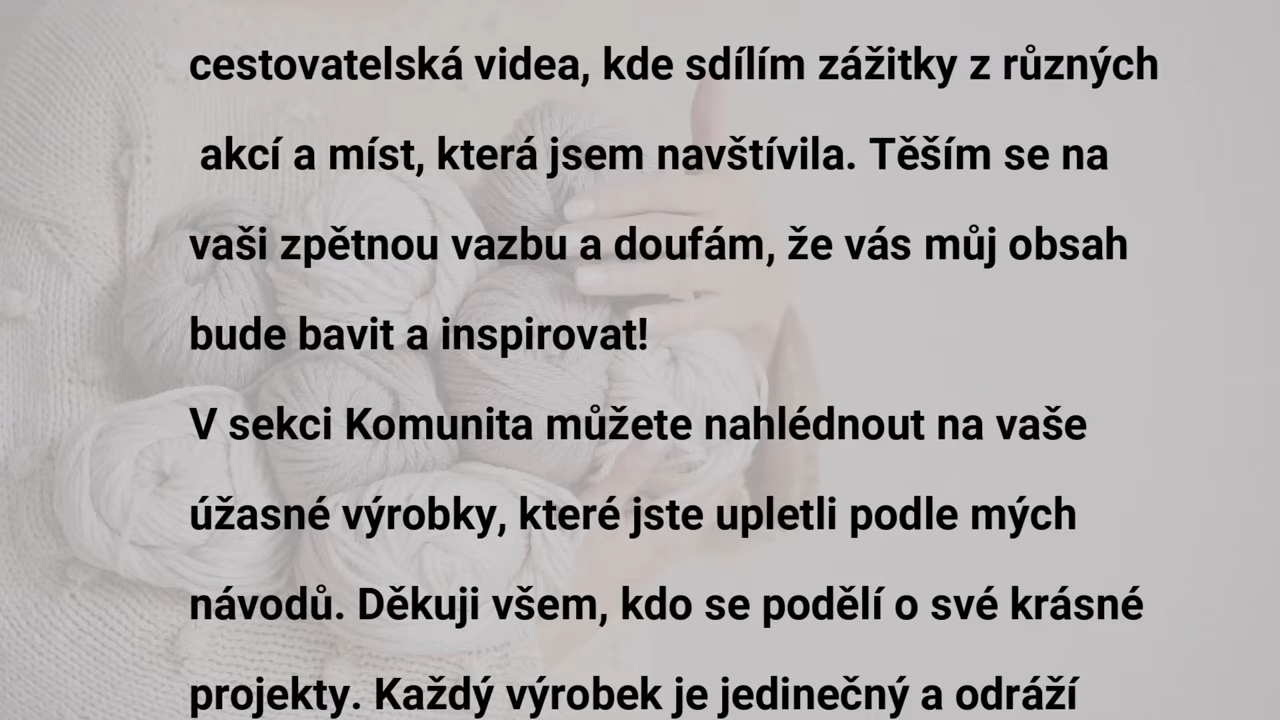 cestovatelská videa, kde sdílím zážitky z různých
akcí a míst, která jsem navštívila. Těším se na
vaši zpětnou vazbu a doufám, že vás můj obsah
bude bavit a inspirovat!
V sekci Komunita můžete nahlédnout na vaše
úžasné výrobky, které jste upletli podle mých
návodů. Děkuji všem, kdo se podělí o své krásné
projekty. Každý výrobek je jedinečný a odráží